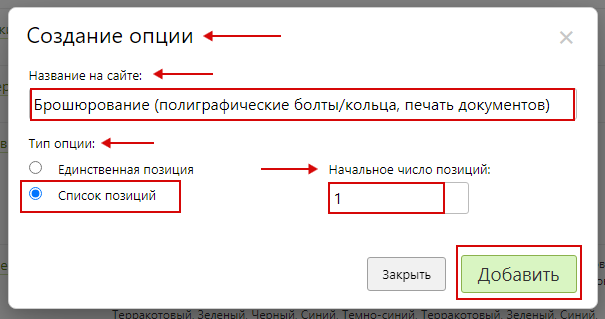 Создание опции
Название на сайте:
Брошюрование (полиграфические болты/кольца, печать документов)
Тип опции:
Единственная позиция
Начальное число позиций:
Список позиций
1
Закрыть
Добавить
Терракотовый, Зеленый, Черный, Синий, Темно-синий, Терракотовый, Зеленый, Синий,